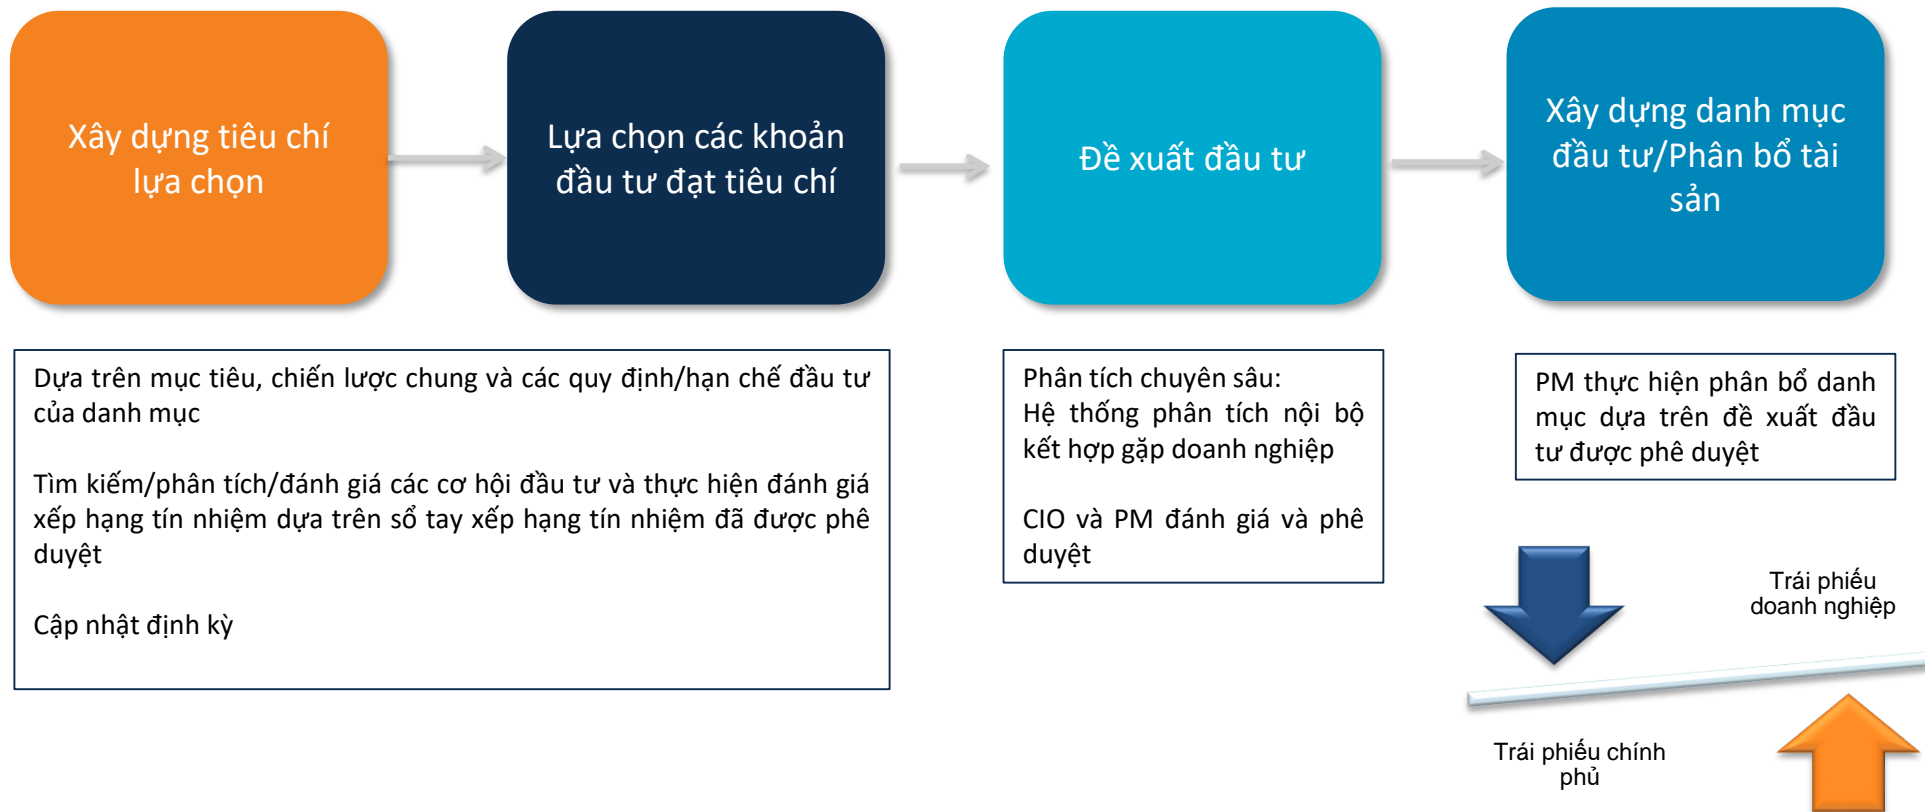 Xây dựng tiêu chí
lựa chọn
Lựa chọn các khoản
đầu tư đạt tiêu chí
Đề xuất đầu tư
Xây dựng danh mục
đầu tư/Phân bổ tài
sản
Dựa trên mục tiêu, chiến lược chung và các quy định/hạn chế đầu tư
của danh mục
Tìm kiếm/phân tích/đánh giá các cơ hội đầu tư và thực hiện đánh giá
xếp hạng tín nhiệm dựa trên sổ tay xếp hạng tín nhiệm đã được phê
duyệt
Cập nhật định kỳ
Phân tích chuyên sâu:
Hệ thống phân tích nội bộ
kết hợp gặp doanh nghiệp
CIO và PM đánh giá và phê
duyệt
PM thực hiện phân bổ danh
mục dựa trên đề xuất đầu
tư được phê duyệt
Trái phiếu
doanh nghiệp
Trái phiếu chính
phủ